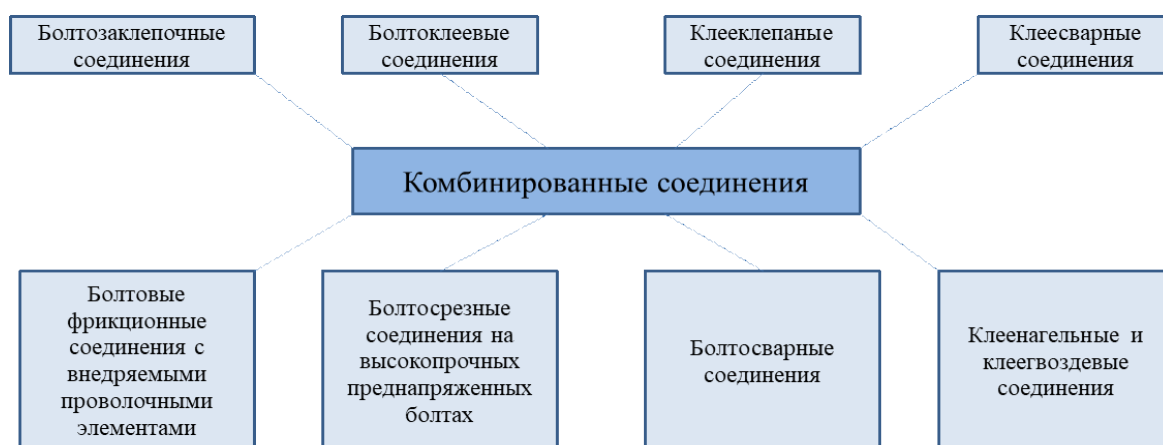 Болтозаклепочные
соединения
Болтоклеевые
соединения
Клееклепаные
соединения
Клеесварные
соединения
Комбинированные соединения
Болтовые
фрикционные
соединения с
внедряемыми
проволочными
элементами
Болтосрезные
соединения на
высокопрочных
преднапряженных
болтах
Болтосварные
соединения
Клеенагельные и
клеегвоздевые
соединения